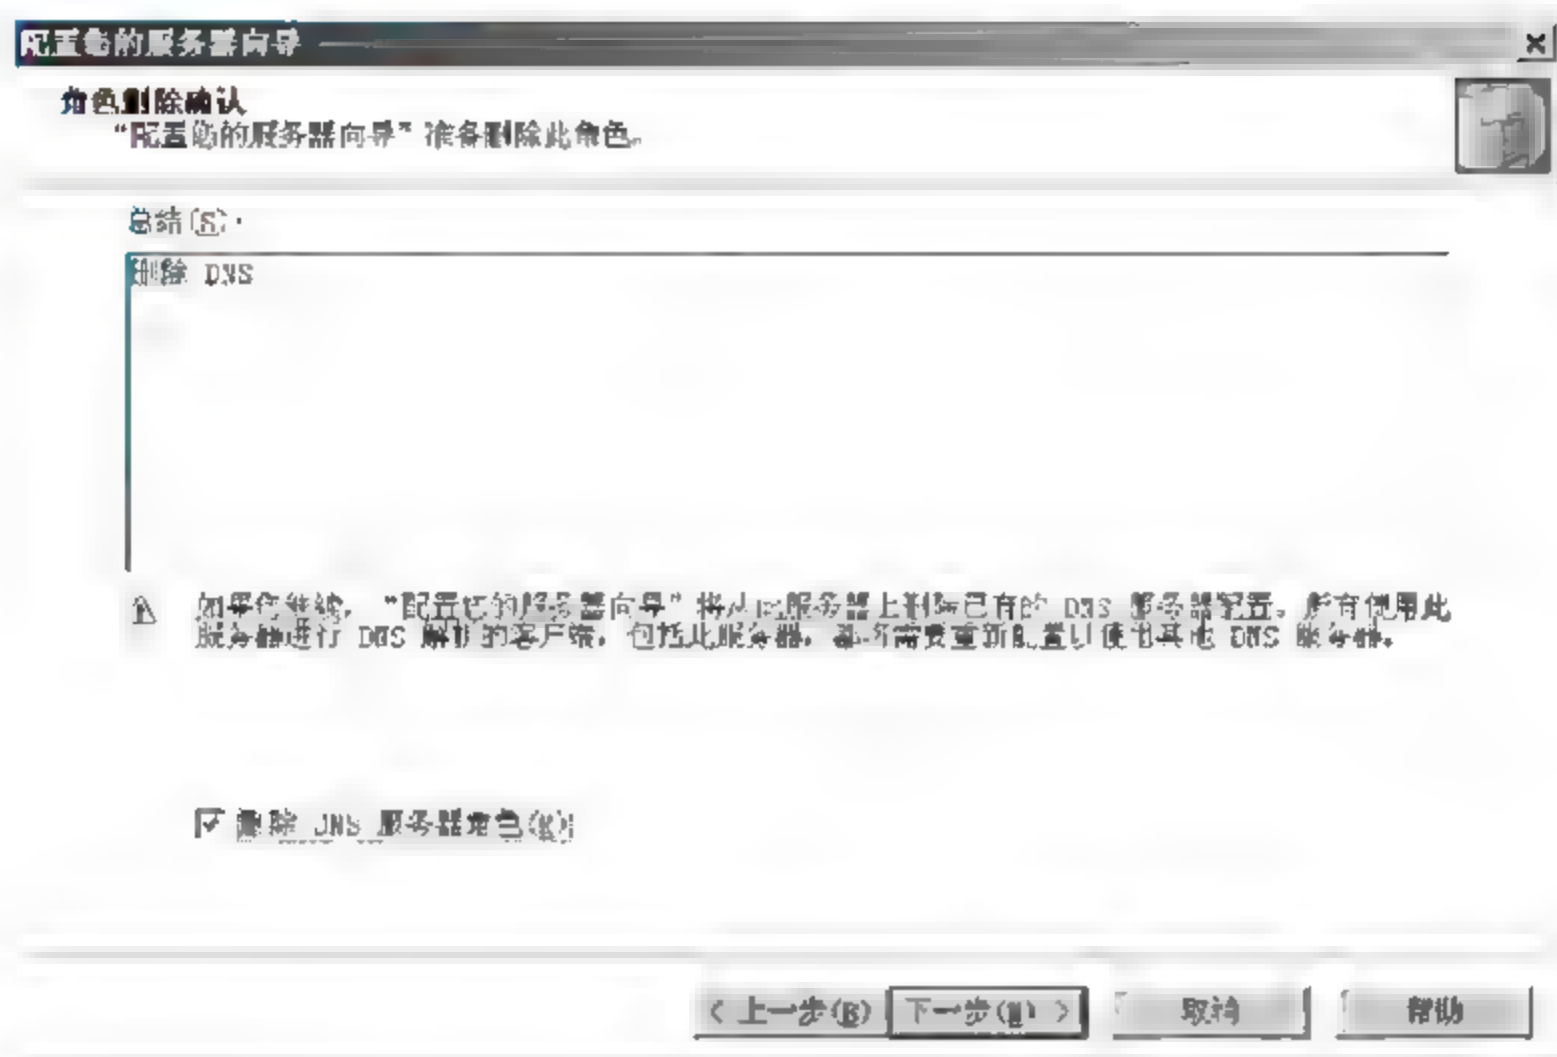 配置您的服务器向导
角色删除确认
“配置您的服务器向导”准备删除此角色。
总结(S):
删除 DNS
如果您继续，“配置您的服务器向导”将从此服务器上删除已有的 DNS 服务器配置。所有使用此
服务器进行 DNS 解析的客户端，包括此服务器，都将需要重新配置以使用其他 DNS 服务器。
删除 DNS 服务器角色(R)
< 上一步(B)
下一步(N) >
取消
帮助